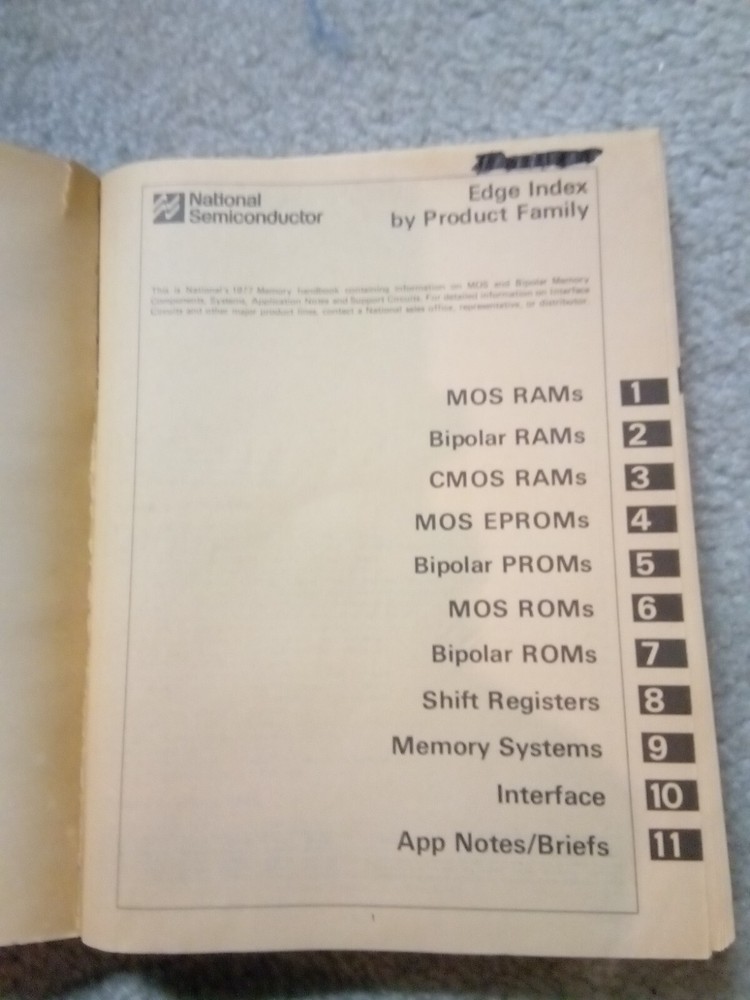 National
Semiconductor
Edge Index
by Product Family
This is National's 1977 Memory handbook containing information on MOS and Bipolar Memory
Components, Systems, Application Notes and Support Circuits. For detailed information on Interface
Circuits and other major product lines, contact a National sales office, representative, or distributor.
MOS RAMs 1
Bipolar RAMs 2
CMOS RAMs 3
MOS EPROMs 4
Bipolar PROMs 5
MOS ROMs 6
Bipolar ROMs 7
Shift Registers 8
Memory Systems 9
Interface 10
App Notes/Briefs 11
1